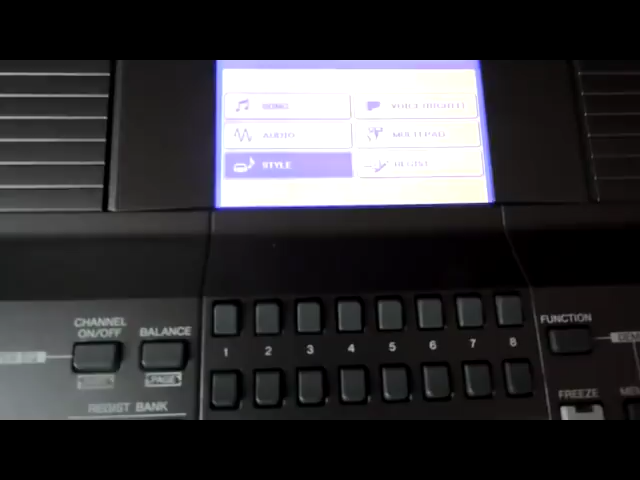 SONG
VOICE(RIGHT1)
AUDIO
MULTI PAD
STYLE
REGIST
CHANNEL
ON/OFF
BALANCE
1 2 3 4 5 6 7 8
FUNCTION
PAGE
REGIST BANK
FREEZE